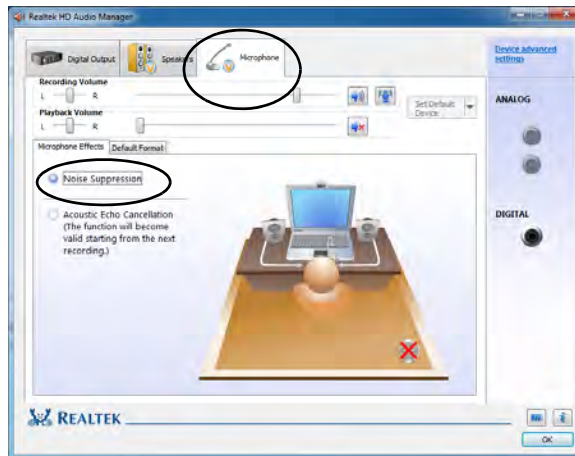 Realtek HD Audio Manager
Digital Output
Speakers
Microphone
Device advanced
settings
Recording Volume
L
R
Set Default
Device
Playback Volume
L
R
ANALOG
Microphone Effects
Default Format
Noise Suppression
Acoustic Echo Cancellation
(The function will become
valid starting from the next
recording.)
DIGITAL
REALTEK
OK